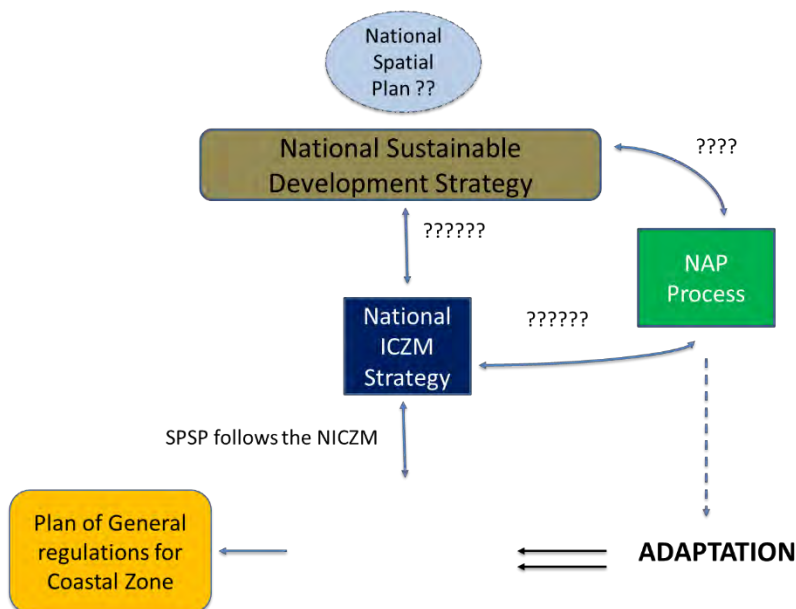 National
Spatial
Plan ??
National Sustainable
Development Strategy
????
??????
NAP
Process
National
ICZM
Strategy
??????
SPSP follows the NICZM
Plan of General
regulations for
Coastal Zone
ADAPTATION